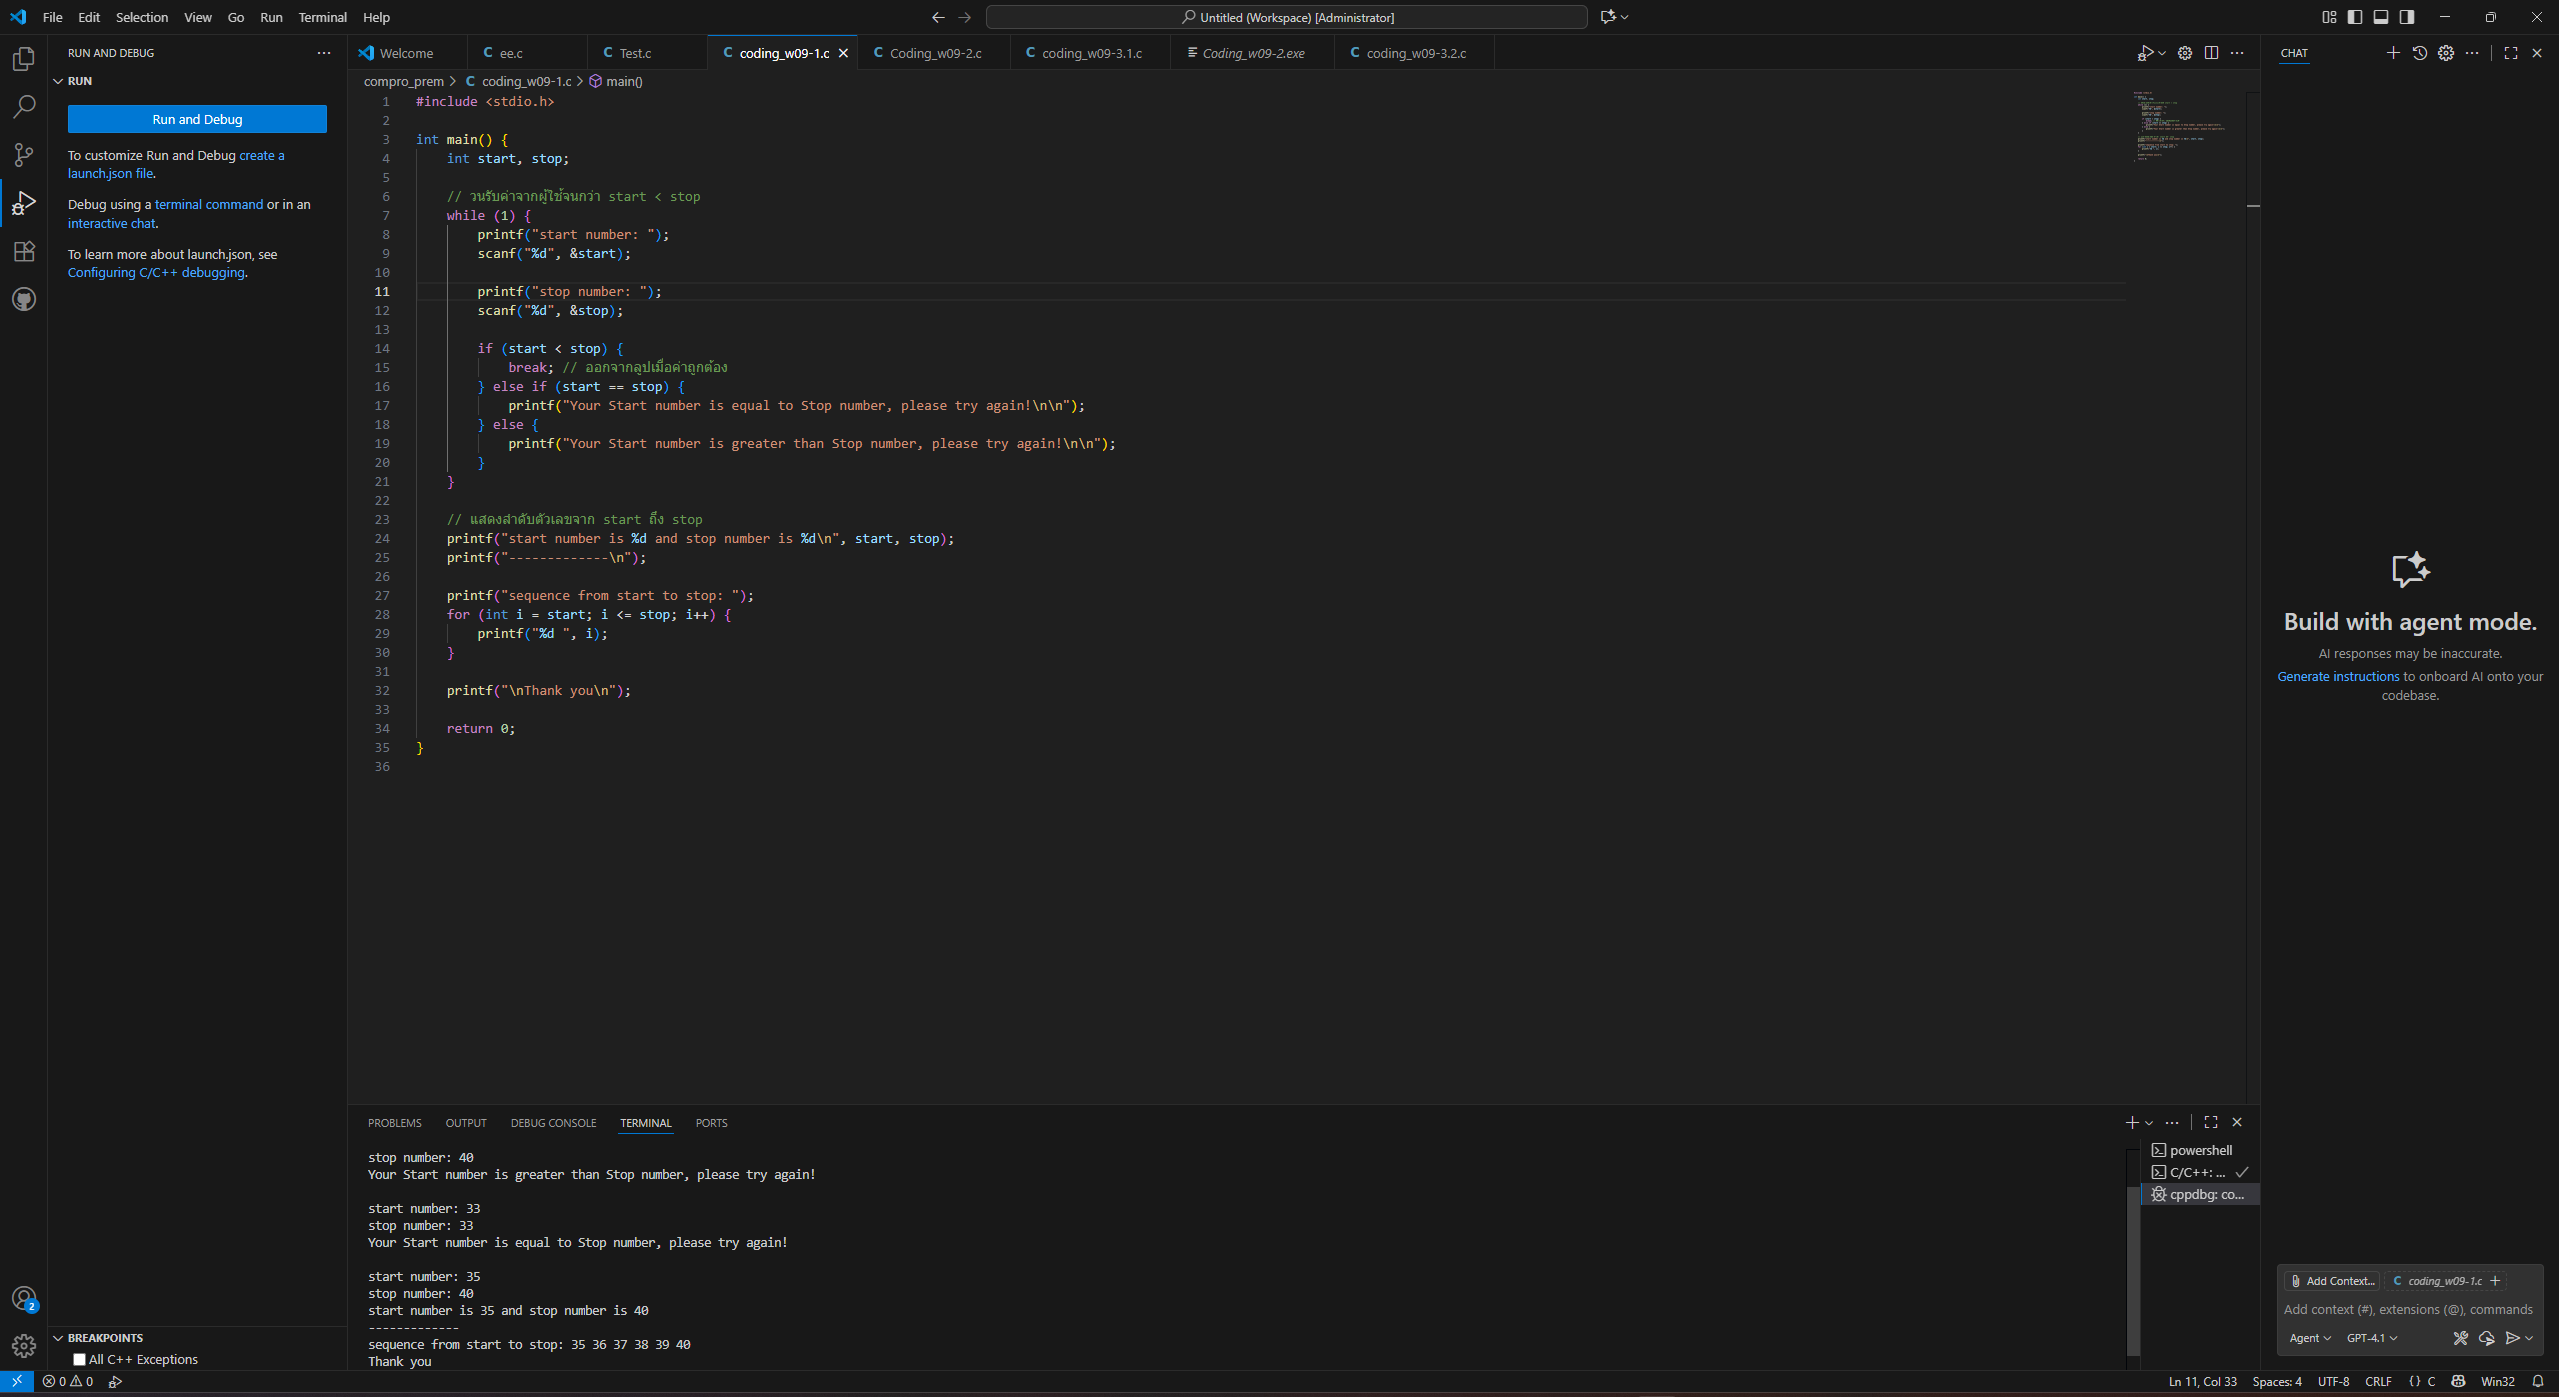 File Edit Selection View Go Run Terminal Help
Untitled (Workspace) [Administrator]
RUN AND DEBUG
RUN
Run and Debug
To customize Run and Debug create a
launch.json file.
Debug using a terminal command or in an
interactive chat.
To learn more about launch.json, see
Configuring C/C++ debugging.
BREAKPOINTS
All C++ Exceptions
Welcome
C ee.c
C Test.c
C coding_w09-1.c
C Coding_w09-2.c
C coding_w09-3.1.c
Coding_w09-2.exe
C coding_w09-3.2.c
compro_prem > C coding_w09-1.c > main()
1 #include <stdio.h>
2
3 int main() {
4 int start, stop;
5
6 // วนรับค่าจากผู้ใช้จนกว่า start < stop
7 while (1) {
8 printf("start number: ");
9 scanf("%d", &start);
10
11 printf("stop number: ");
12 scanf("%d", &stop);
13
14 if (start < stop) {
15 break; // ออกจากลูปเมื่อค่าถูกต้อง
16 } else if (start == stop) {
17 printf("Your Start number is equal to Stop number, please try again!\n\n");
18 } else {
19 printf("Your Start number is greater than Stop number, please try again!\n\n");
20 }
21 }
22
23 // แสดงลำดับตัวเลขจาก start ถึง stop
24 printf("start number is %d and stop number is %d\n", start, stop);
25 printf("-------------\n");
26
27 printf("sequence from start to stop: ");
28 for (int i = start; i <= stop; i++) {
29 printf("%d ", i);
30 }
31
32 printf("\nThank you\n");
33
34 return 0;
35 }
36
PROBLEMS OUTPUT DEBUG CONSOLE TERMINAL PORTS
stop number: 40
Your Start number is greater than Stop number, please try again!
start number: 33
stop number: 33
Your Start number is equal to Stop number, please try again!
start number: 35
stop number: 40
start number is 35 and stop number is 40
-------------
sequence from start to stop: 35 36 37 38 39 40
Thank you
powershell
C/C++: ...
cppdbg: co...
CHAT
Build with agent mode.
AI responses may be inaccurate.
Generate instructions to onboard AI onto your
codebase.
Add Context... C coding_w09-1.c +
Add context (#), extensions (@), commands
Agent GPT-4.1
2
0 0
Ln 11, Col 33 Spaces: 4 UTF-8 CRLF {} C Win32